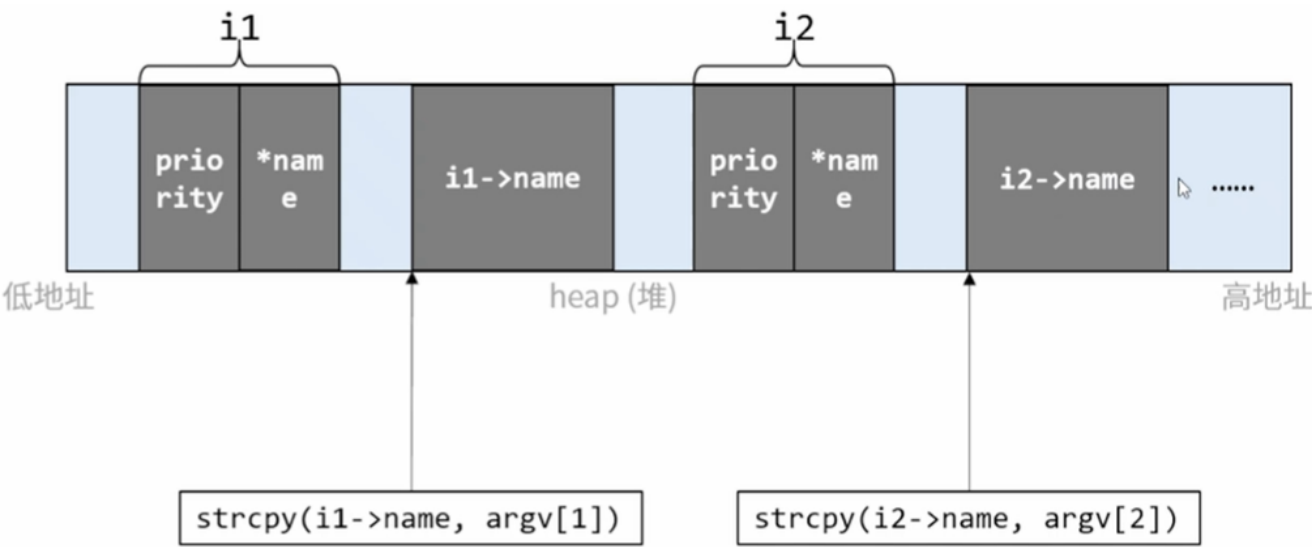 i1
i2
prio
rity
*nam
e
i1->name
prio
rity
*nam
e
i2->name
......
低地址
heap (堆)
高地址
strcpy(i1->name, argv[1])
strcpy(i2->name, argv[2])